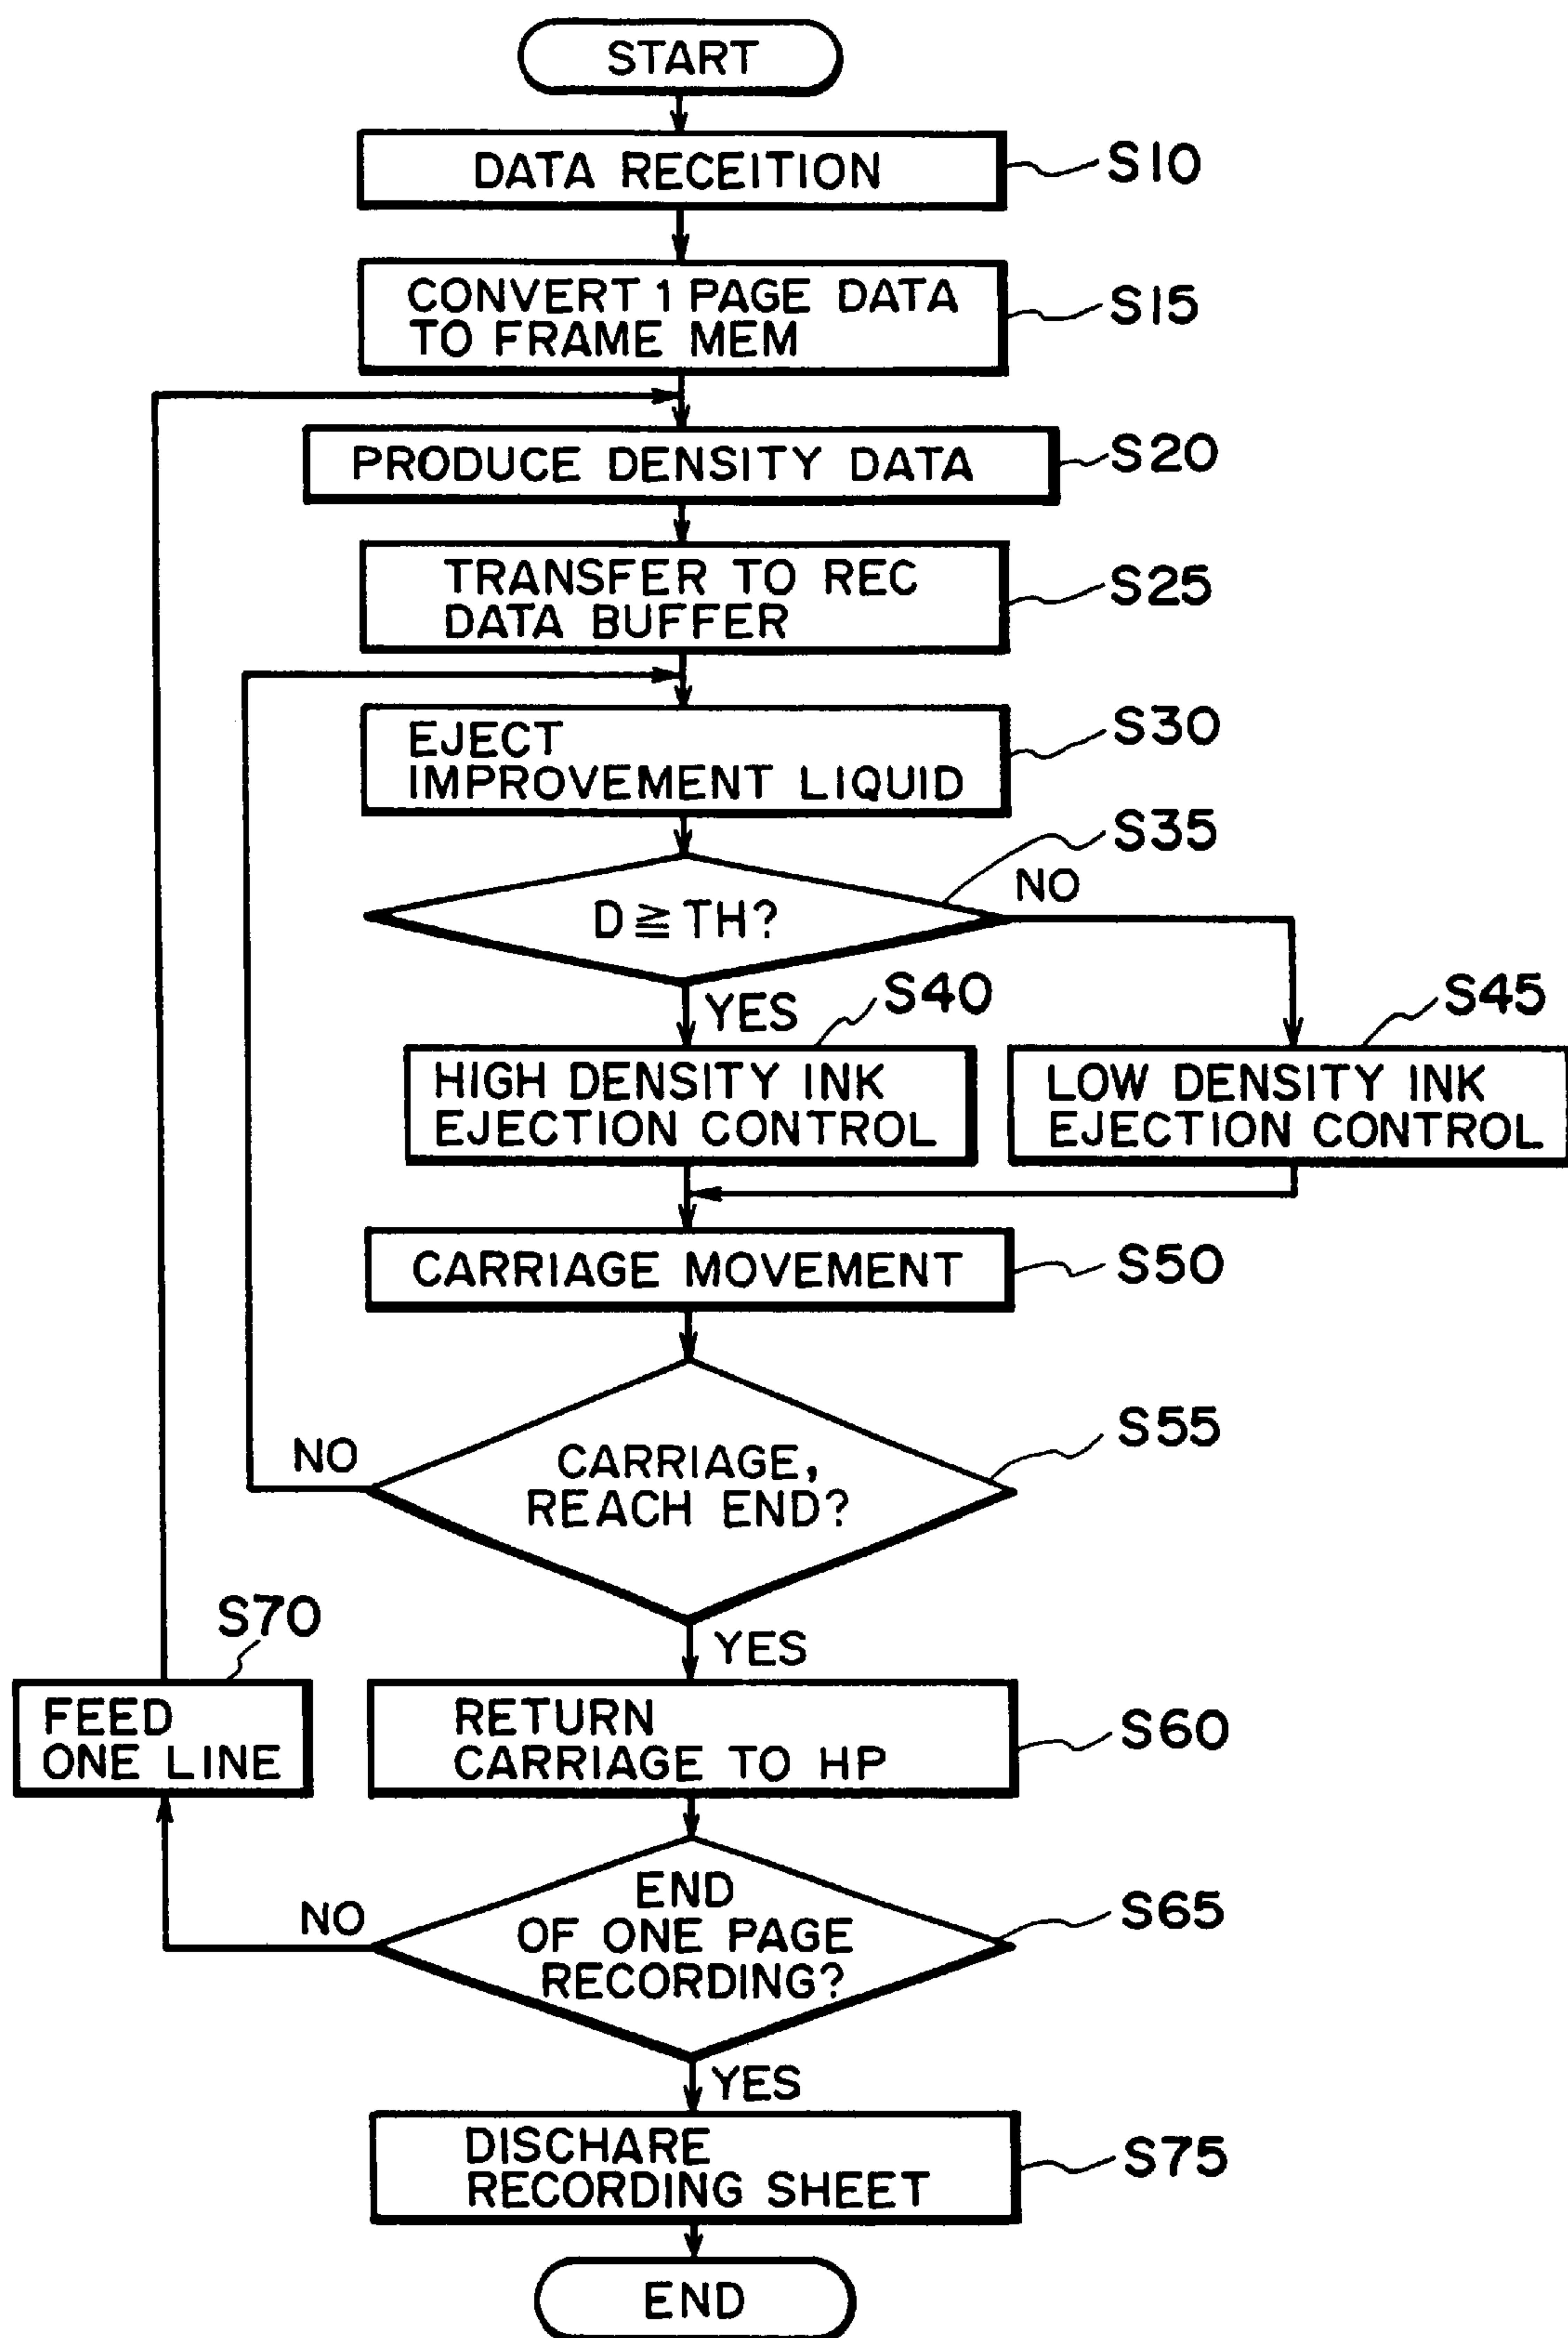 START
DATA RECEITION
S10
CONVERT 1 PAGE DATA
TO FRAME MEM
S15
PRODUCE DENSITY DATA
S20
TRANSFER TO REC
DATA BUFFER
S25
EJECT
IMPROVEMENT LIQUID
S30
S35
D ≧ TH?
NO
YES
S40
S45
HIGH DENSITY INK
EJECTION CONTROL
LOW DENSITY INK
EJECTION CONTROL
CARRIAGE MOVEMENT
S50
CARRIAGE,
REACH END?
S55
NO
YES
S70
FEED
ONE LINE
RETURN
CARRIAGE TO HP
S60
END
OF ONE PAGE
RECORDING?
S65
NO
YES
DISCHARE
RECORDING SHEET
S75
END